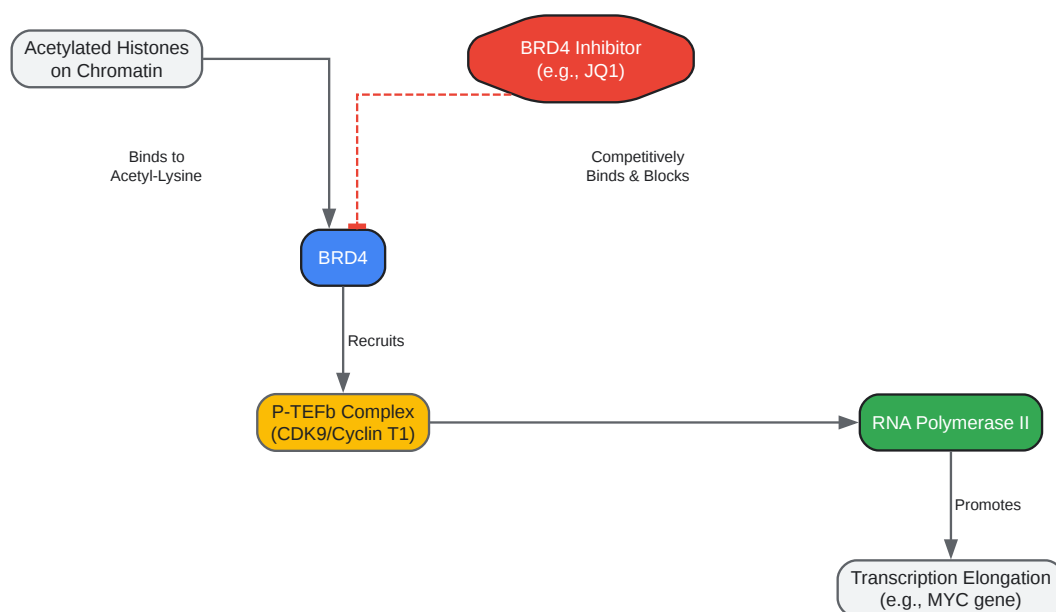 Acetylated Histones
on Chromatin
BRD4 Inhibitor
(e.g., JQ1)
Binds to
Acetyl-Lysine
Competitively
Binds & Blocks
BRD4
Recruits
P-TEFb Complex
(CDK9/Cyclin T1)
RNA Polymerase II
Promotes
Transcription Elongation
(e.g., MYC gene)